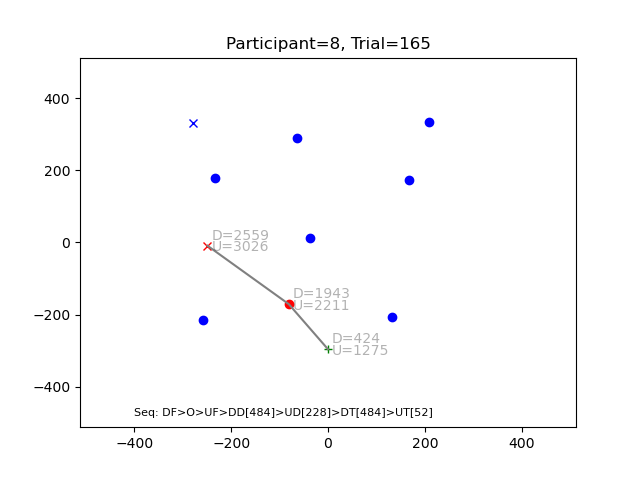 Participant=8, Trial=165
400
200
0
−200
−400
D=2559
U=3026
D=1943
U=2211
D=424
U=1275
Seq: DF>O>UF>DD[484]>UD[228]>DT[484]>UT[52]
−400
−200
0
200
400